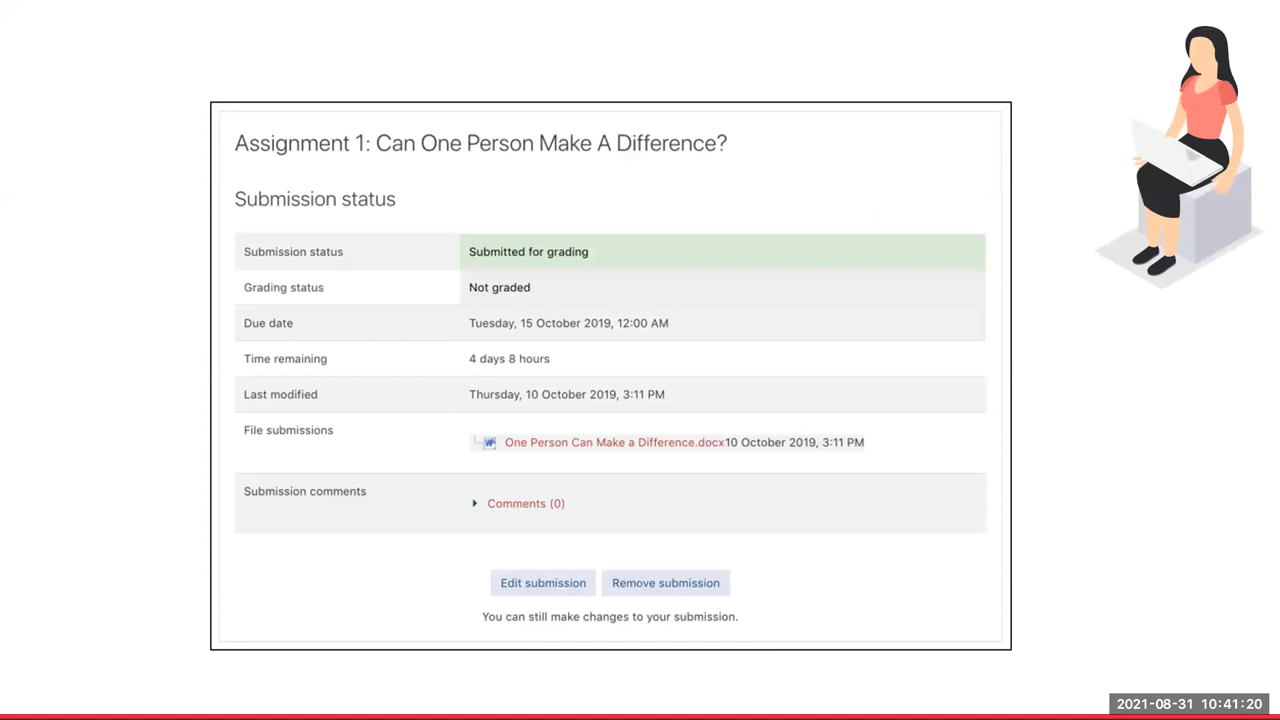 Assignment 1: Can One Person Make A Difference?
Submission status
Submission status Submitted for grading
Grading status Not graded
Due date Tuesday, 15 October 2019, 12:00 AM
Time remaining 4 days 8 hours
Last modified Thursday, 10 October 2019, 3:11 PM
File submissions
One Person Can Make a Difference.docx10 October 2019, 3:11 PM
Submission comments
Comments (0)
Edit submission Remove submission
You can still make changes to your submission.
2021-08-31 10:41:20